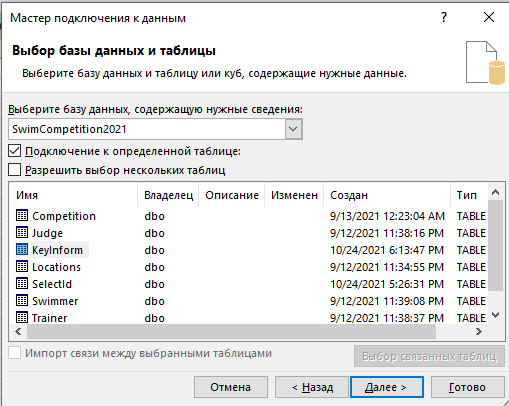 Мастер подключения к данным
?
Выбор базы данных и таблицы
Выберите базу данных и таблицу или куб, содержащие нужные данные.
Выберите базу данных, содержащую нужные сведения:
SwimCompetition2021
Подключение к определенной таблице:
Разрешить выбор нескольких таблиц
Имя Владелец Описание Изменен Создан Тип
Competition dbo 9/13/2021 12:23:04 AM TABLE
Judge dbo 9/12/2021 11:38:16 PM TABLE
KeyInform dbo 10/24/2021 6:13:47 PM TABLE
Locations dbo 9/12/2021 11:34:55 PM TABLE
SelectId dbo 10/24/2021 5:26:31 PM TABLE
Swimmer dbo 9/12/2021 11:39:08 PM TABLE
Trainer dbo 9/12/2021 11:38:37 PM TABLE
Импорт связи между выбранными таблицами
Выбор связанных таблиц
Отмена < Назад Далее > Готово